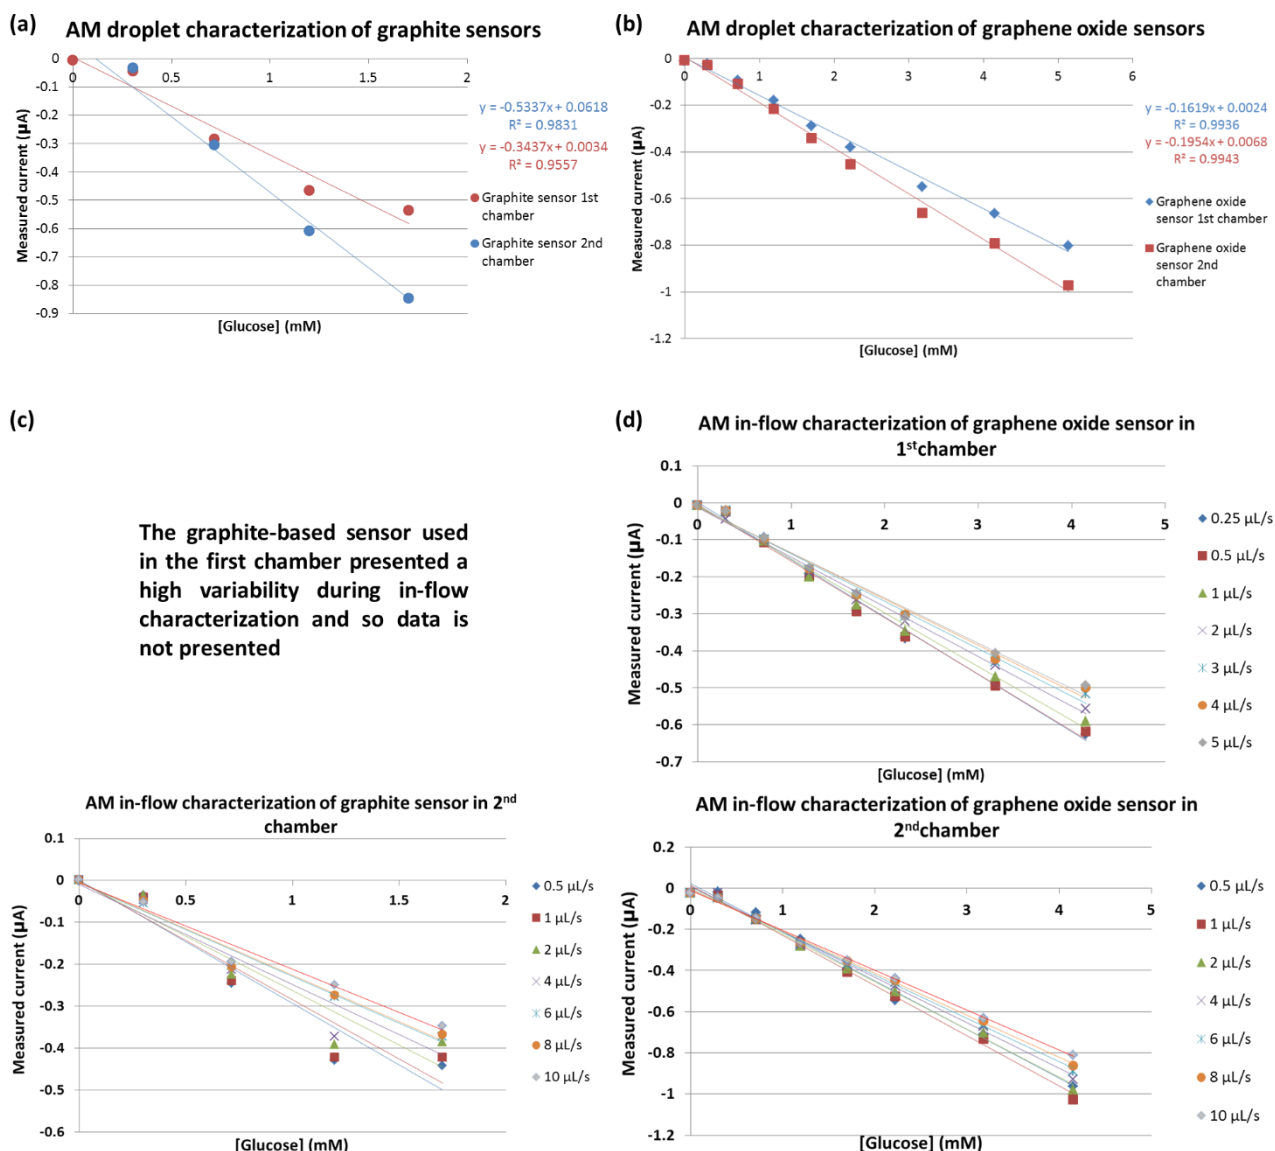 (a)
AM droplet characterization of graphite sensors
0
0
0.5
1
1.5
2
-0.1
-0.2
-0.3
-0.4
-0.5
-0.6
-0.7
-0.8
-0.9
Measured current (µA)
[Glucose] (mM)
y = -0.5337x + 0.0618
R² = 0.9831
y = -0.3437x + 0.0034
R² = 0.9557
Graphite sensor 1st
chamber
Graphite sensor 2nd
chamber
(b)
AM droplet characterization of graphene oxide sensors
0
0
1
2
3
4
5
6
-0.2
-0.4
-0.6
-0.8
-1
-1.2
Measured current (µA)
[Glucose] (mM)
y = -0.1619x + 0.0024
R² = 0.9936
y = -0.1954x + 0.0068
R² = 0.9943
Graphene oxide
sensor 1st chamber
Graphene oxide
sensor 2nd
chamber
(c)
The graphite-based sensor used
in the first chamber presented a
high variability during in-flow
characterization and so data is
not presented
(d)
AM in-flow characterization of graphene oxide sensor in
1st chamber
0.1
0
0
1
2
3
4
5
-0.1
-0.2
-0.3
-0.4
-0.5
-0.6
-0.7
Measured current (µA)
[Glucose] (mM)
0.25 µL/s
0.5 µL/s
1 µL/s
2 µL/s
3 µL/s
4 µL/s
5 µL/s
AM in-flow characterization of graphite sensor in 2nd
chamber
0.1
0
0
0.5
1
1.5
2
-0.1
-0.2
-0.3
-0.4
-0.5
-0.6
Measured current (µA)
[Glucose] (mM)
0.5 µL/s
1 µL/s
2 µL/s
4 µL/s
6 µL/s
8 µL/s
10 µL/s
AM in-flow characterization of graphene oxide sensor in
2nd chamber
0.2
0
0
1
2
3
4
5
-0.2
-0.4
-0.6
-0.8
-1
-1.2
Measured current (µA)
[Glucose] (mM)
0.5 µL/s
1 µL/s
2 µL/s
4 µL/s
6 µL/s
8 µL/s
10 µL/s